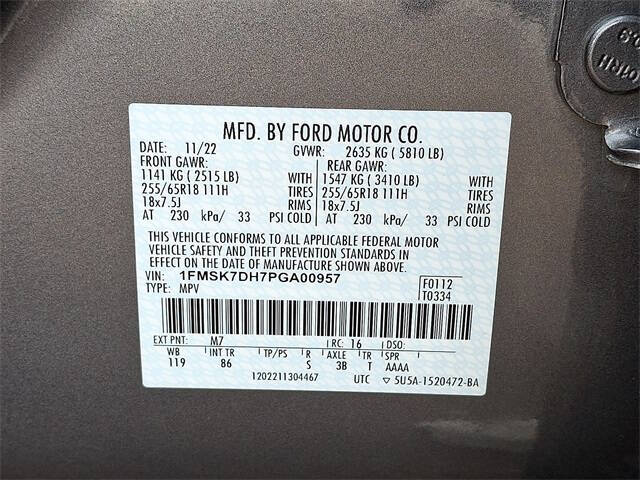 MFD. BY FORD MOTOR CO.
DATE: 11/22 GVWR: 2635 KG ( 5810 LB)
FRONT GAWR: REAR GAWR:
1141 KG ( 2515 LB) WITH 1547 KG ( 3410 LB) WITH
255/65R18 111H TIRES 255/65R18 111H TIRES
18x7.5J RIMS 18x7.5J RIMS
AT 230 kPa/ 33 PSI COLD AT 230 kPa/ 33 PSI COLD
THIS VEHICLE CONFORMS TO ALL APPLICABLE FEDERAL MOTOR
VEHICLE SAFETY AND THEFT PREVENTION STANDARDS IN
EFFECT ON THE DATE OF MANUFACTURE SHOWN ABOVE.
VIN: 1FMSK7DH7PGA00957
TYPE: MPV
F0112
T0334
EXT PNT: M7 RC: 16 DSO:
WB INT TR TP/PS R AXLE TR SPR
119 86 S 3B T AAAA
1202211304467 UTC 5U5A-1520472-BA